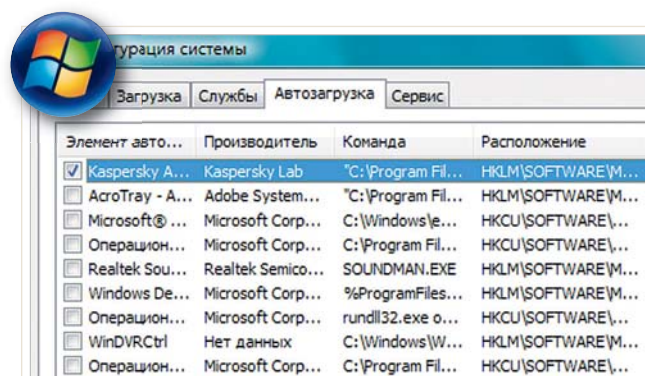 гурация системы
Загрузка Службы Автозагрузка Сервис
Элемент авто... Производитель Команда Расположение
Kaspersky A... Kaspersky Lab "C:\Program Fil... HKLM\SOFTWARE\M...
AcroTray - A... Adobe System... "C:\Program Fil... HKLM\SOFTWARE\M...
Microsoft® ... Microsoft Corp... C:\Windows\e... HKCU\SOFTWARE\...
Операцион... Microsoft Corp... C:\Program Fil... HKCU\SOFTWARE\...
Realtek Sou... Realtek Semico... SOUNDMAN.EXE HKLM\SOFTWARE\M...
Windows De... Microsoft Corp... %ProgramFiles... HKLM\SOFTWARE\M...
Операцион... Microsoft Corp... rundll32.exe o... HKCU\SOFTWARE\...
WinDVRCtrl Нет данных C:\Windows\W... HKLM\SOFTWARE\M...
Операцион... Microsoft Corp... C:\Program Fil... HKCU\SOFTWARE\...